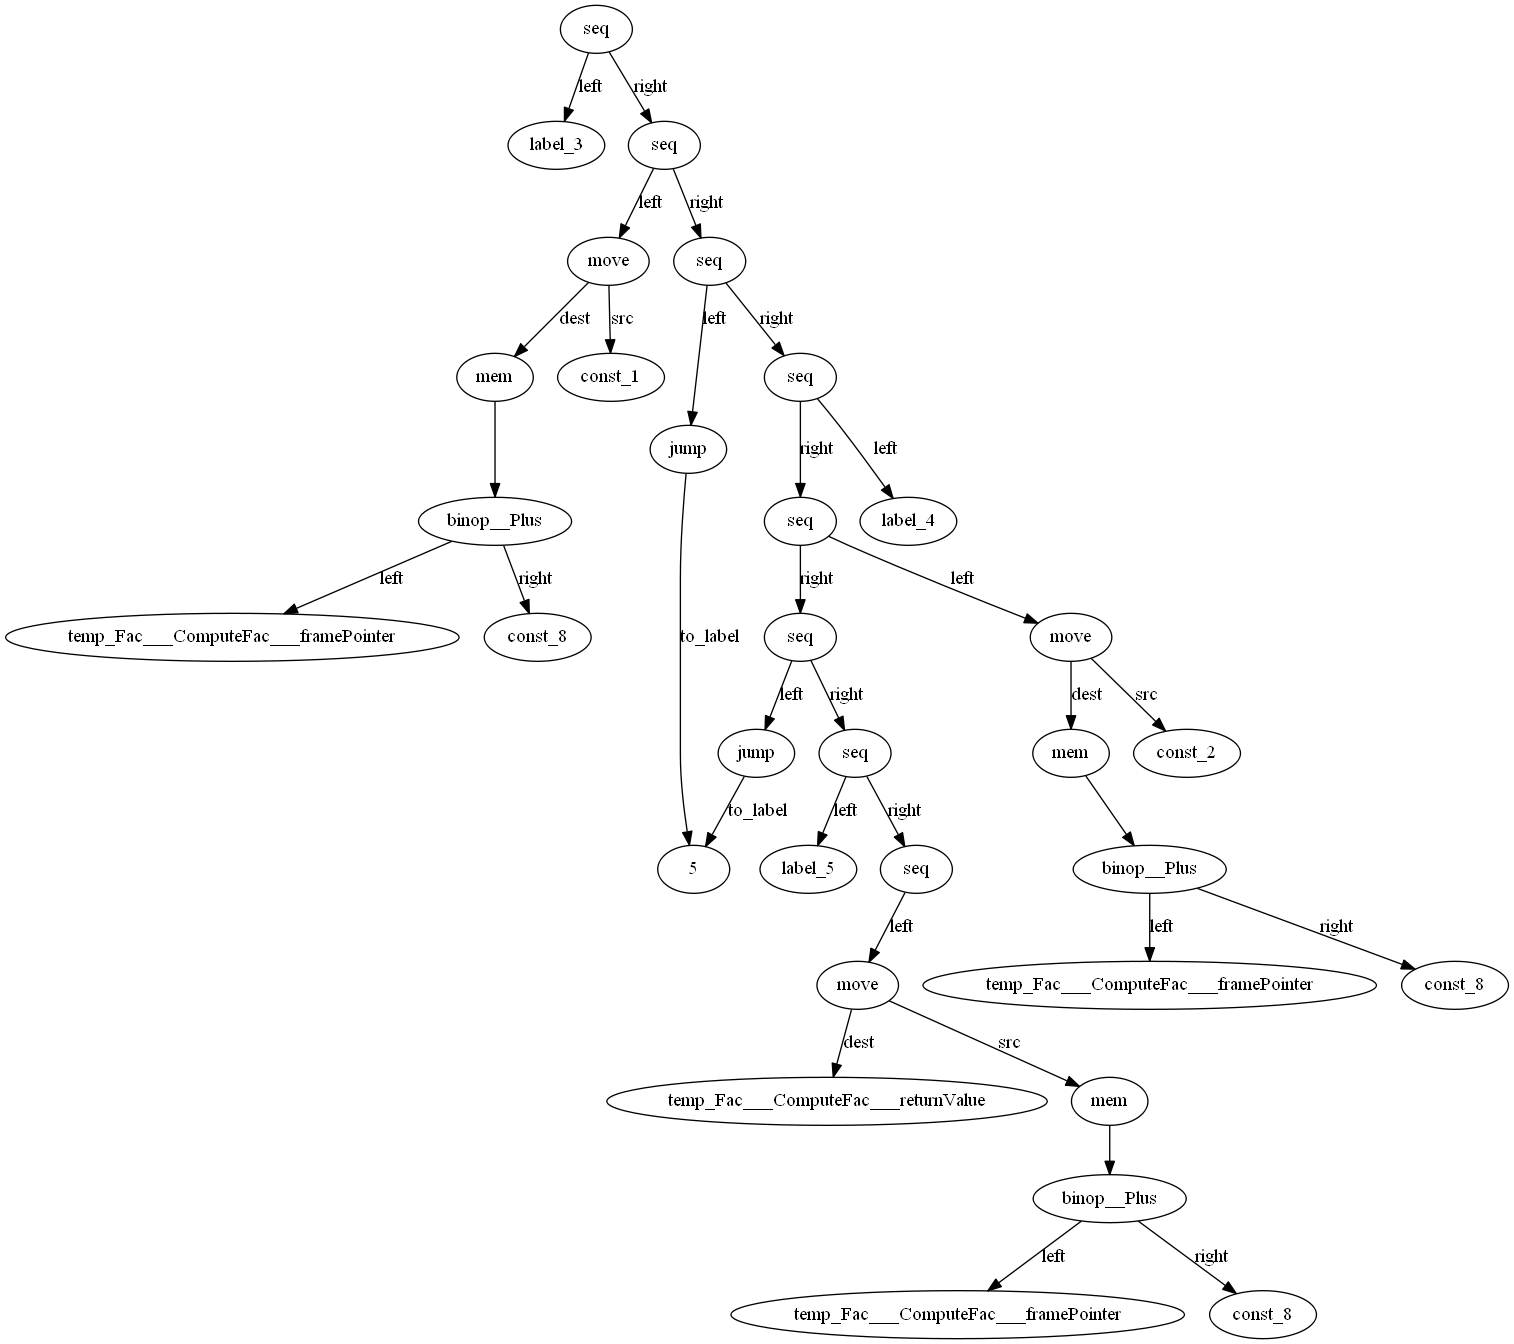 seq
left
right
label_3
seq
left
right
move
seq
dest
src
left
right
mem
const_1
seq
right
left
jump
binop__Plus
seq
label_4
left
right
right
left
temp_Fac___ComputeFac___framePointer
const_8
to_label
seq
move
left
right
dest
src
jump
seq
mem
const_2
to_label
left
right
5
label_5
seq
binop__Plus
left
left
right
move
temp_Fac___ComputeFac___framePointer
const_8
dest
src
temp_Fac___ComputeFac___returnValue
mem
binop__Plus
left
right
temp_Fac___ComputeFac___framePointer
const_8